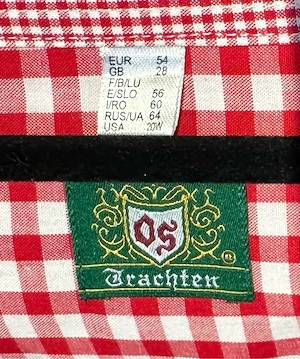 EUR 54
GB 28
F/B/LU
E/SLO 56
I/RO 60
RUS/UA 64
USA 20W
OS
®
Trachten